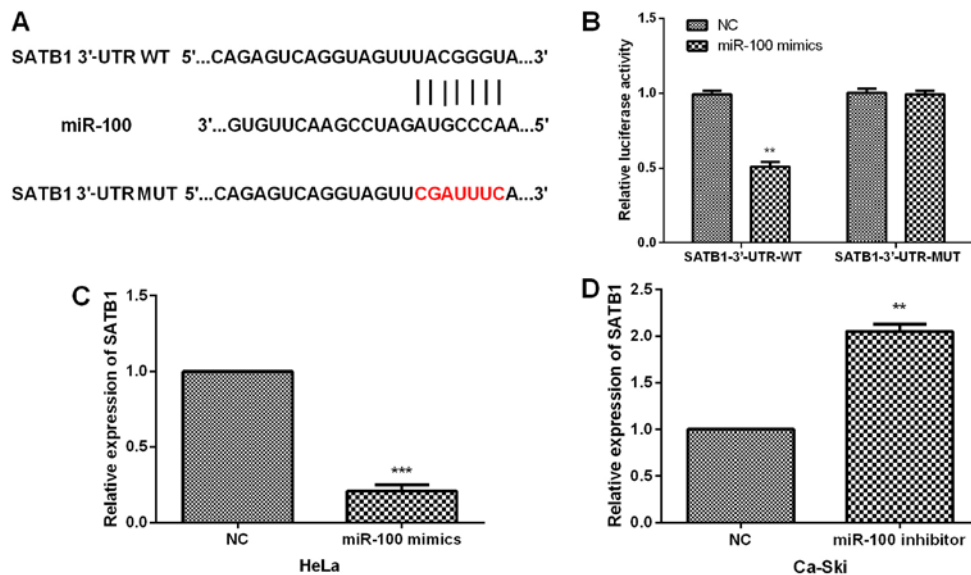 A
SATB1 3'-UTR WT 5'...CAGAGUCAGGUAGUUUACGGGUA...3'
miR-100 3'...GUGUUCAAGCCUAGAUGCCCAA...5'
SATB1 3'-UTR MUT 5'...CAGAGUCAGGUAGUUCGAUUUCA...3'
B
NC
miR-100 mimics
Relative luciferase activity
1.5
1.0
0.5
0.0
**
SATB1-3'-UTR-WT SATB1-3'-UTR-MUT
C
Relative expression of SATB1
1.5
1.0
0.5
0.0
***
NC miR-100 mimics
HeLa
D
Relative expression of SATB1
2.5
2.0
1.5
1.0
0.5
0.0
**
NC miR-100 inhibitor
Ca-Ski